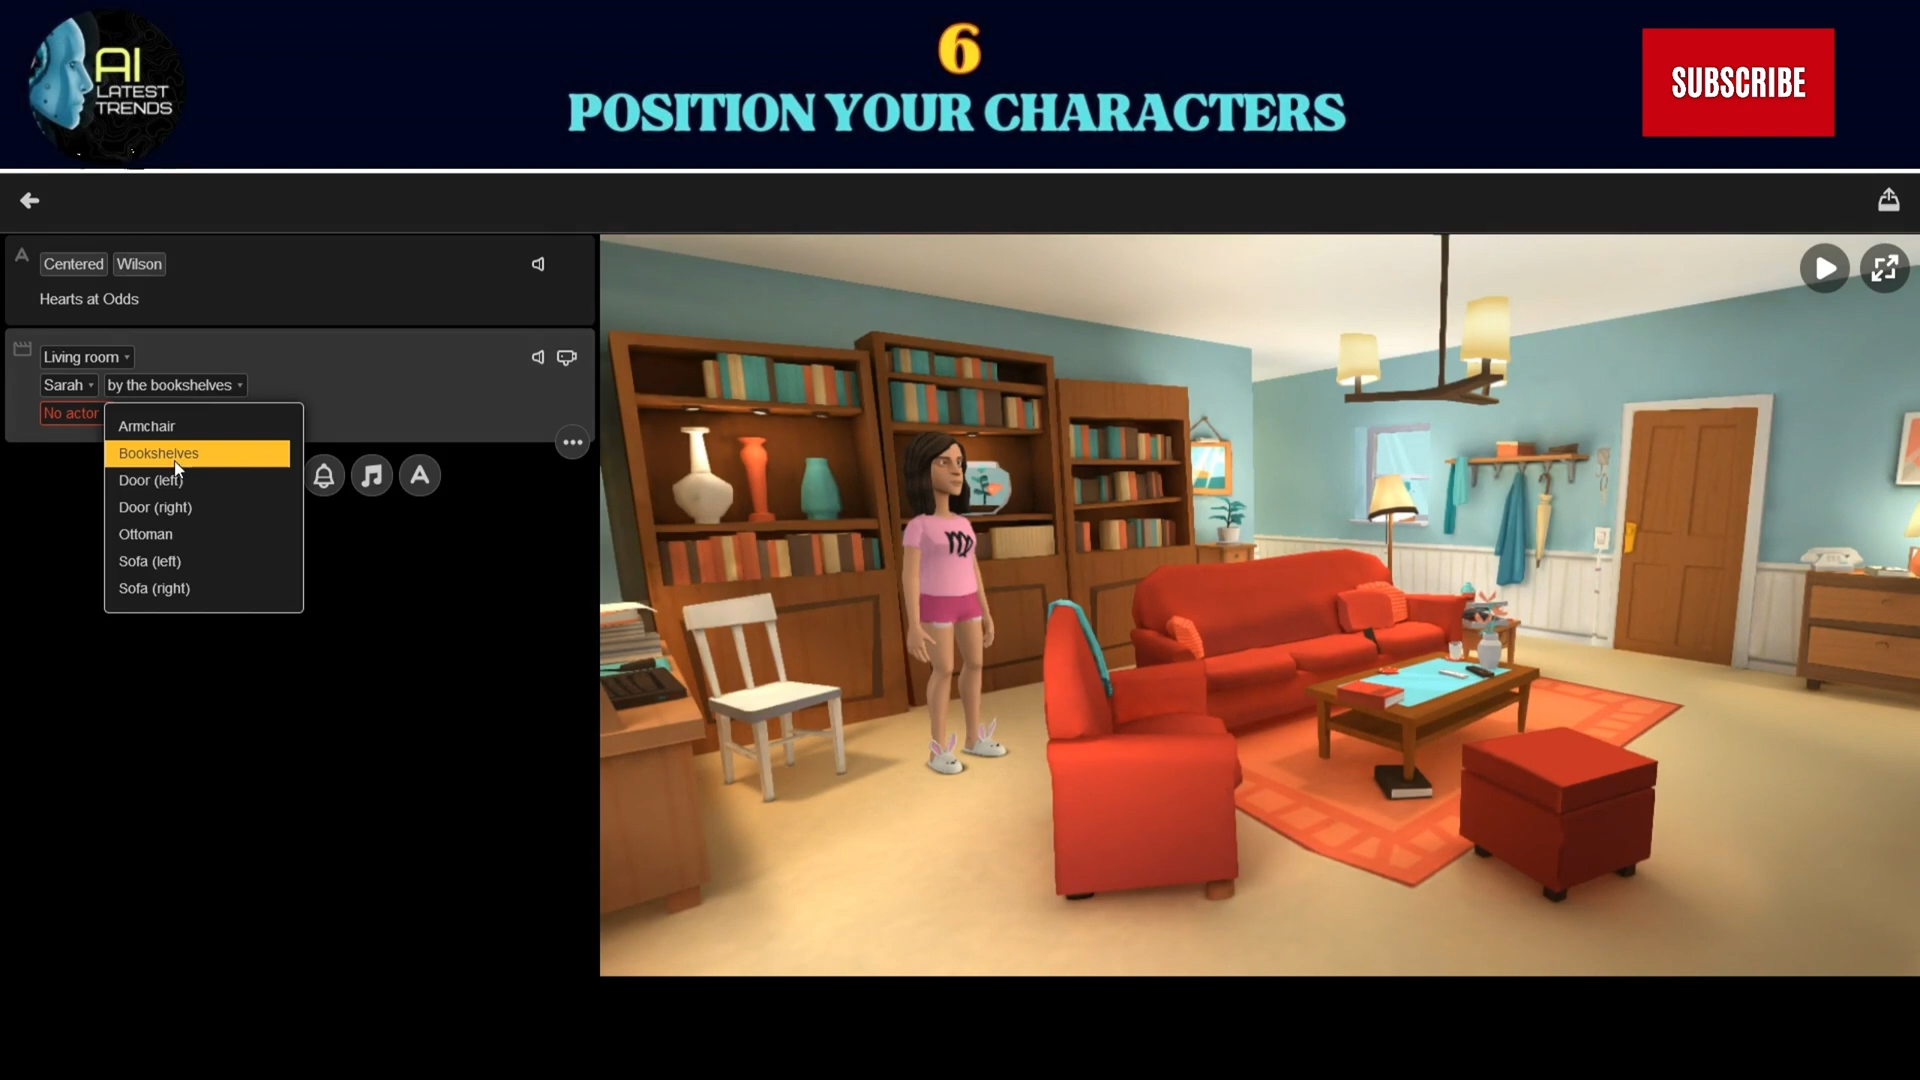 AI
LATEST
TRENDS
6
POSITION YOUR CHARACTERS
SUBSCRIBE
A
Centered Wilson
Hearts at Odds
Living room
Sarah by the bookshelves
No actor
Armchair
Bookshelves
Door (left)
Door (right)
Ottoman
Sofa (left)
Sofa (right)
A